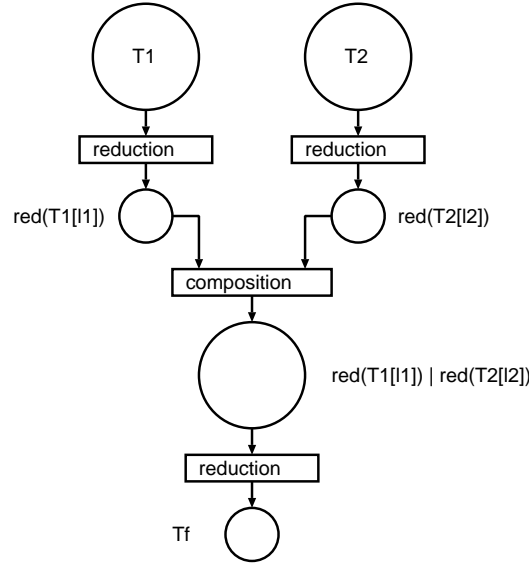 T1
T2
reduction
reduction
red(T1[l1])
red(T2[l2])
composition
red(T1[l1]) | red(T2[l2])
reduction
Tf